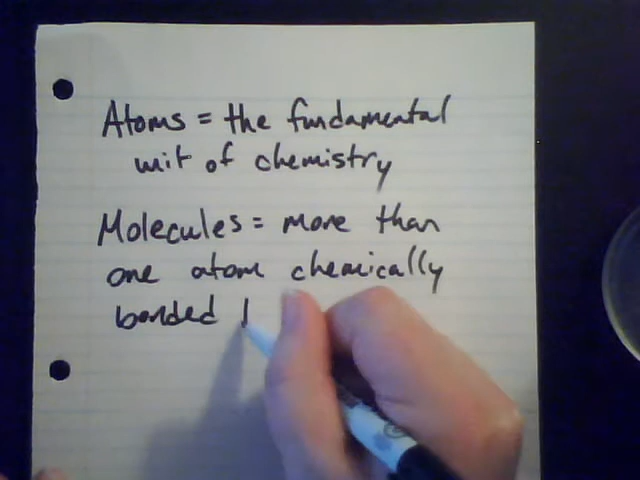 Atoms = the fundamental
unit of chemistry
Molecules = more than
one atom chemically
bonded